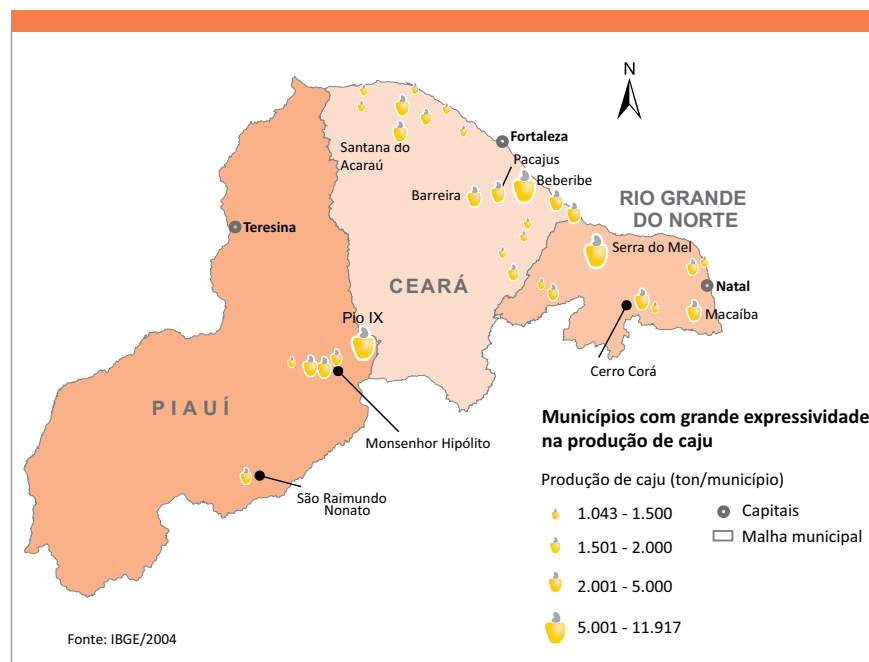 N
Fortaleza
Pacajus
Santana do
Acaraú
Beberibe
Barreira
RIO GRANDE
DO NORTE
Teresina
Serra do Mel
CEARÁ
Natal
Pio IX
Macaíba
Cerro Corá
PIAUÍ
Monsenhor Hipólito
São Raimundo
Nonato
Municípios com grande expressividade
na produção de caju
Produção de caju (ton/município)
1.043 - 1.500
1.501 - 2.000
2.001 - 5.000
5.001 - 11.917
Capitais
Malha municipal
Fonte: IBGE/2004